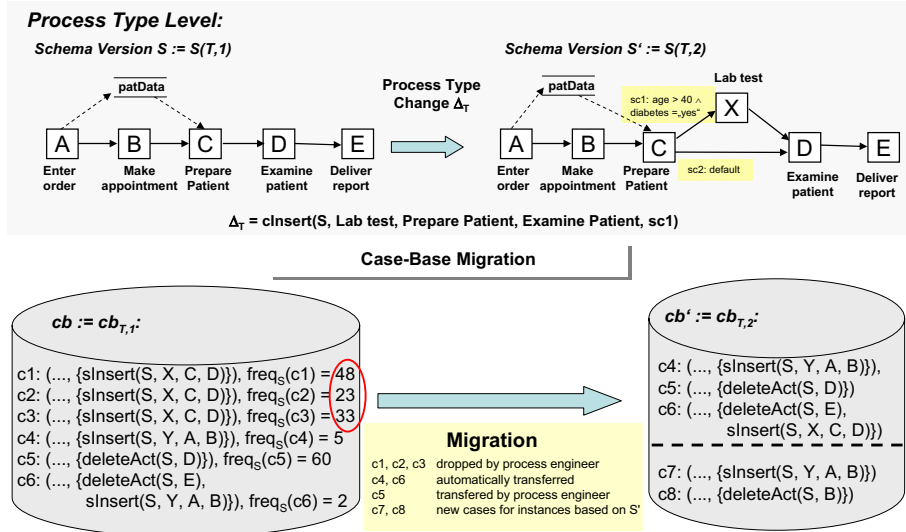 Process Type Level:
Schema Version S := S(T,1)
Schema Version S‘ := S(T,2)
patData
Process Type
Change ΔT
patData
sc1: age > 40 ∧
diabetes =„yes“
Lab test
X
A
B
C
D
E
A
B
C
D
E
sc2: default
Enter
order
Make
appointment
Prepare
Patient
Examine
patient
Deliver
report
Enter
order
Make
appointment
Prepare
Patient
Examine
patient
Deliver
report
ΔT = cInsert(S, Lab test, Prepare Patient, Examine Patient, sc1)
Case-Base Migration
cb := cbT,1:
c1: (..., {sInsert(S, X, C, D)}), freqS(c1) = 48
c2: (..., {sInsert(S, X, C, D)}), freqS(c2) = 23
c3: (..., {sInsert(S, X, C, D)}), freqS(c3) = 33
c4: (..., {sInsert(S, Y, A, B)}), freqS(c4) = 5
c5: (..., {deleteAct(S, D)}), freqS(c5) = 60
c6: (..., {deleteAct(S, E),
sInsert(S, Y, A, B)}), freqS(c6) = 2
Migration
c1, c2, c3 dropped by process engineer
c4, c6 automatically transferred
c5 transfered by process engineer
c7, c8 new cases for instances based on S'
cb‘ := cbT,2:
c4: (..., {sInsert(S, Y, A, B)}),
c5: (..., {deleteAct(S, D)})
c6: (..., {deleteAct(S, E),
sInsert(S, X, C, D)})
c7: (..., {sInsert(S, Y, A, B)})
c8: (..., {deleteAct(S, B)})